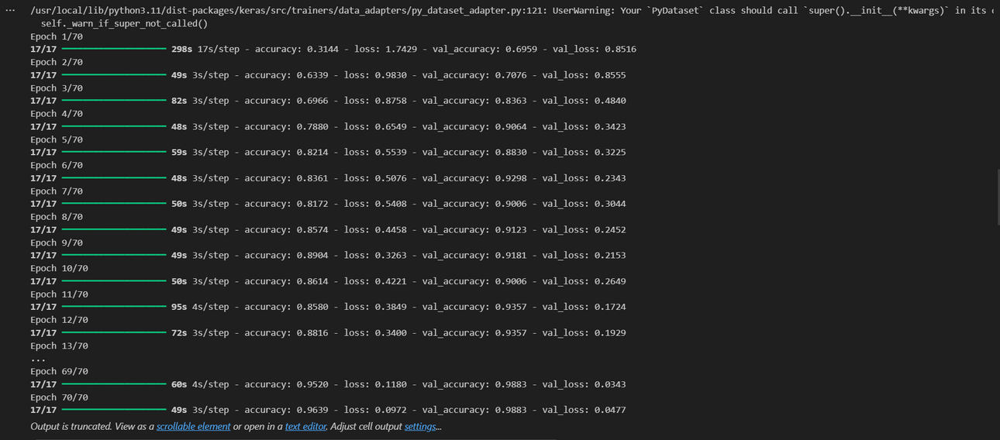 ... /usr/local/lib/python3.11/dist-packages/keras/src/trainers/data_adapters/py_dataset_adapter.py:121: UserWarning: Your `PyDataset` class should call `super().__init__(**kwargs)` in its
self._warn_if_super_not_called()
Epoch 1/70
17/17 298s 17s/step - accuracy: 0.3144 - loss: 1.7429 - val_accuracy: 0.6959 - val_loss: 0.8516
Epoch 2/70
17/17 49s 3s/step - accuracy: 0.6339 - loss: 0.9830 - val_accuracy: 0.7076 - val_loss: 0.8555
Epoch 3/70
17/17 82s 3s/step - accuracy: 0.6966 - loss: 0.8758 - val_accuracy: 0.8363 - val_loss: 0.4840
Epoch 4/70
17/17 48s 3s/step - accuracy: 0.7880 - loss: 0.6549 - val_accuracy: 0.9064 - val_loss: 0.3423
Epoch 5/70
17/17 59s 3s/step - accuracy: 0.8214 - loss: 0.5539 - val_accuracy: 0.8830 - val_loss: 0.3225
Epoch 6/70
17/17 48s 3s/step - accuracy: 0.8361 - loss: 0.5076 - val_accuracy: 0.9298 - val_loss: 0.2343
Epoch 7/70
17/17 50s 3s/step - accuracy: 0.8172 - loss: 0.5408 - val_accuracy: 0.9006 - val_loss: 0.3044
Epoch 8/70
17/17 49s 3s/step - accuracy: 0.8574 - loss: 0.4458 - val_accuracy: 0.9123 - val_loss: 0.2452
Epoch 9/70
17/17 49s 3s/step - accuracy: 0.8904 - loss: 0.3263 - val_accuracy: 0.9181 - val_loss: 0.2153
Epoch 10/70
17/17 50s 3s/step - accuracy: 0.8614 - loss: 0.4221 - val_accuracy: 0.9006 - val_loss: 0.2649
Epoch 11/70
17/17 95s 4s/step - accuracy: 0.8580 - loss: 0.3849 - val_accuracy: 0.9357 - val_loss: 0.1724
Epoch 12/70
17/17 72s 3s/step - accuracy: 0.8816 - loss: 0.3400 - val_accuracy: 0.9357 - val_loss: 0.1929
Epoch 13/70
...
Epoch 69/70
17/17 60s 4s/step - accuracy: 0.9520 - loss: 0.1180 - val_accuracy: 0.9883 - val_loss: 0.0343
Epoch 70/70
17/17 49s 3s/step - accuracy: 0.9639 - loss: 0.0972 - val_accuracy: 0.9883 - val_loss: 0.0477
Output is truncated. View as a scrollable element or open in a text editor. Adjust cell output settings...